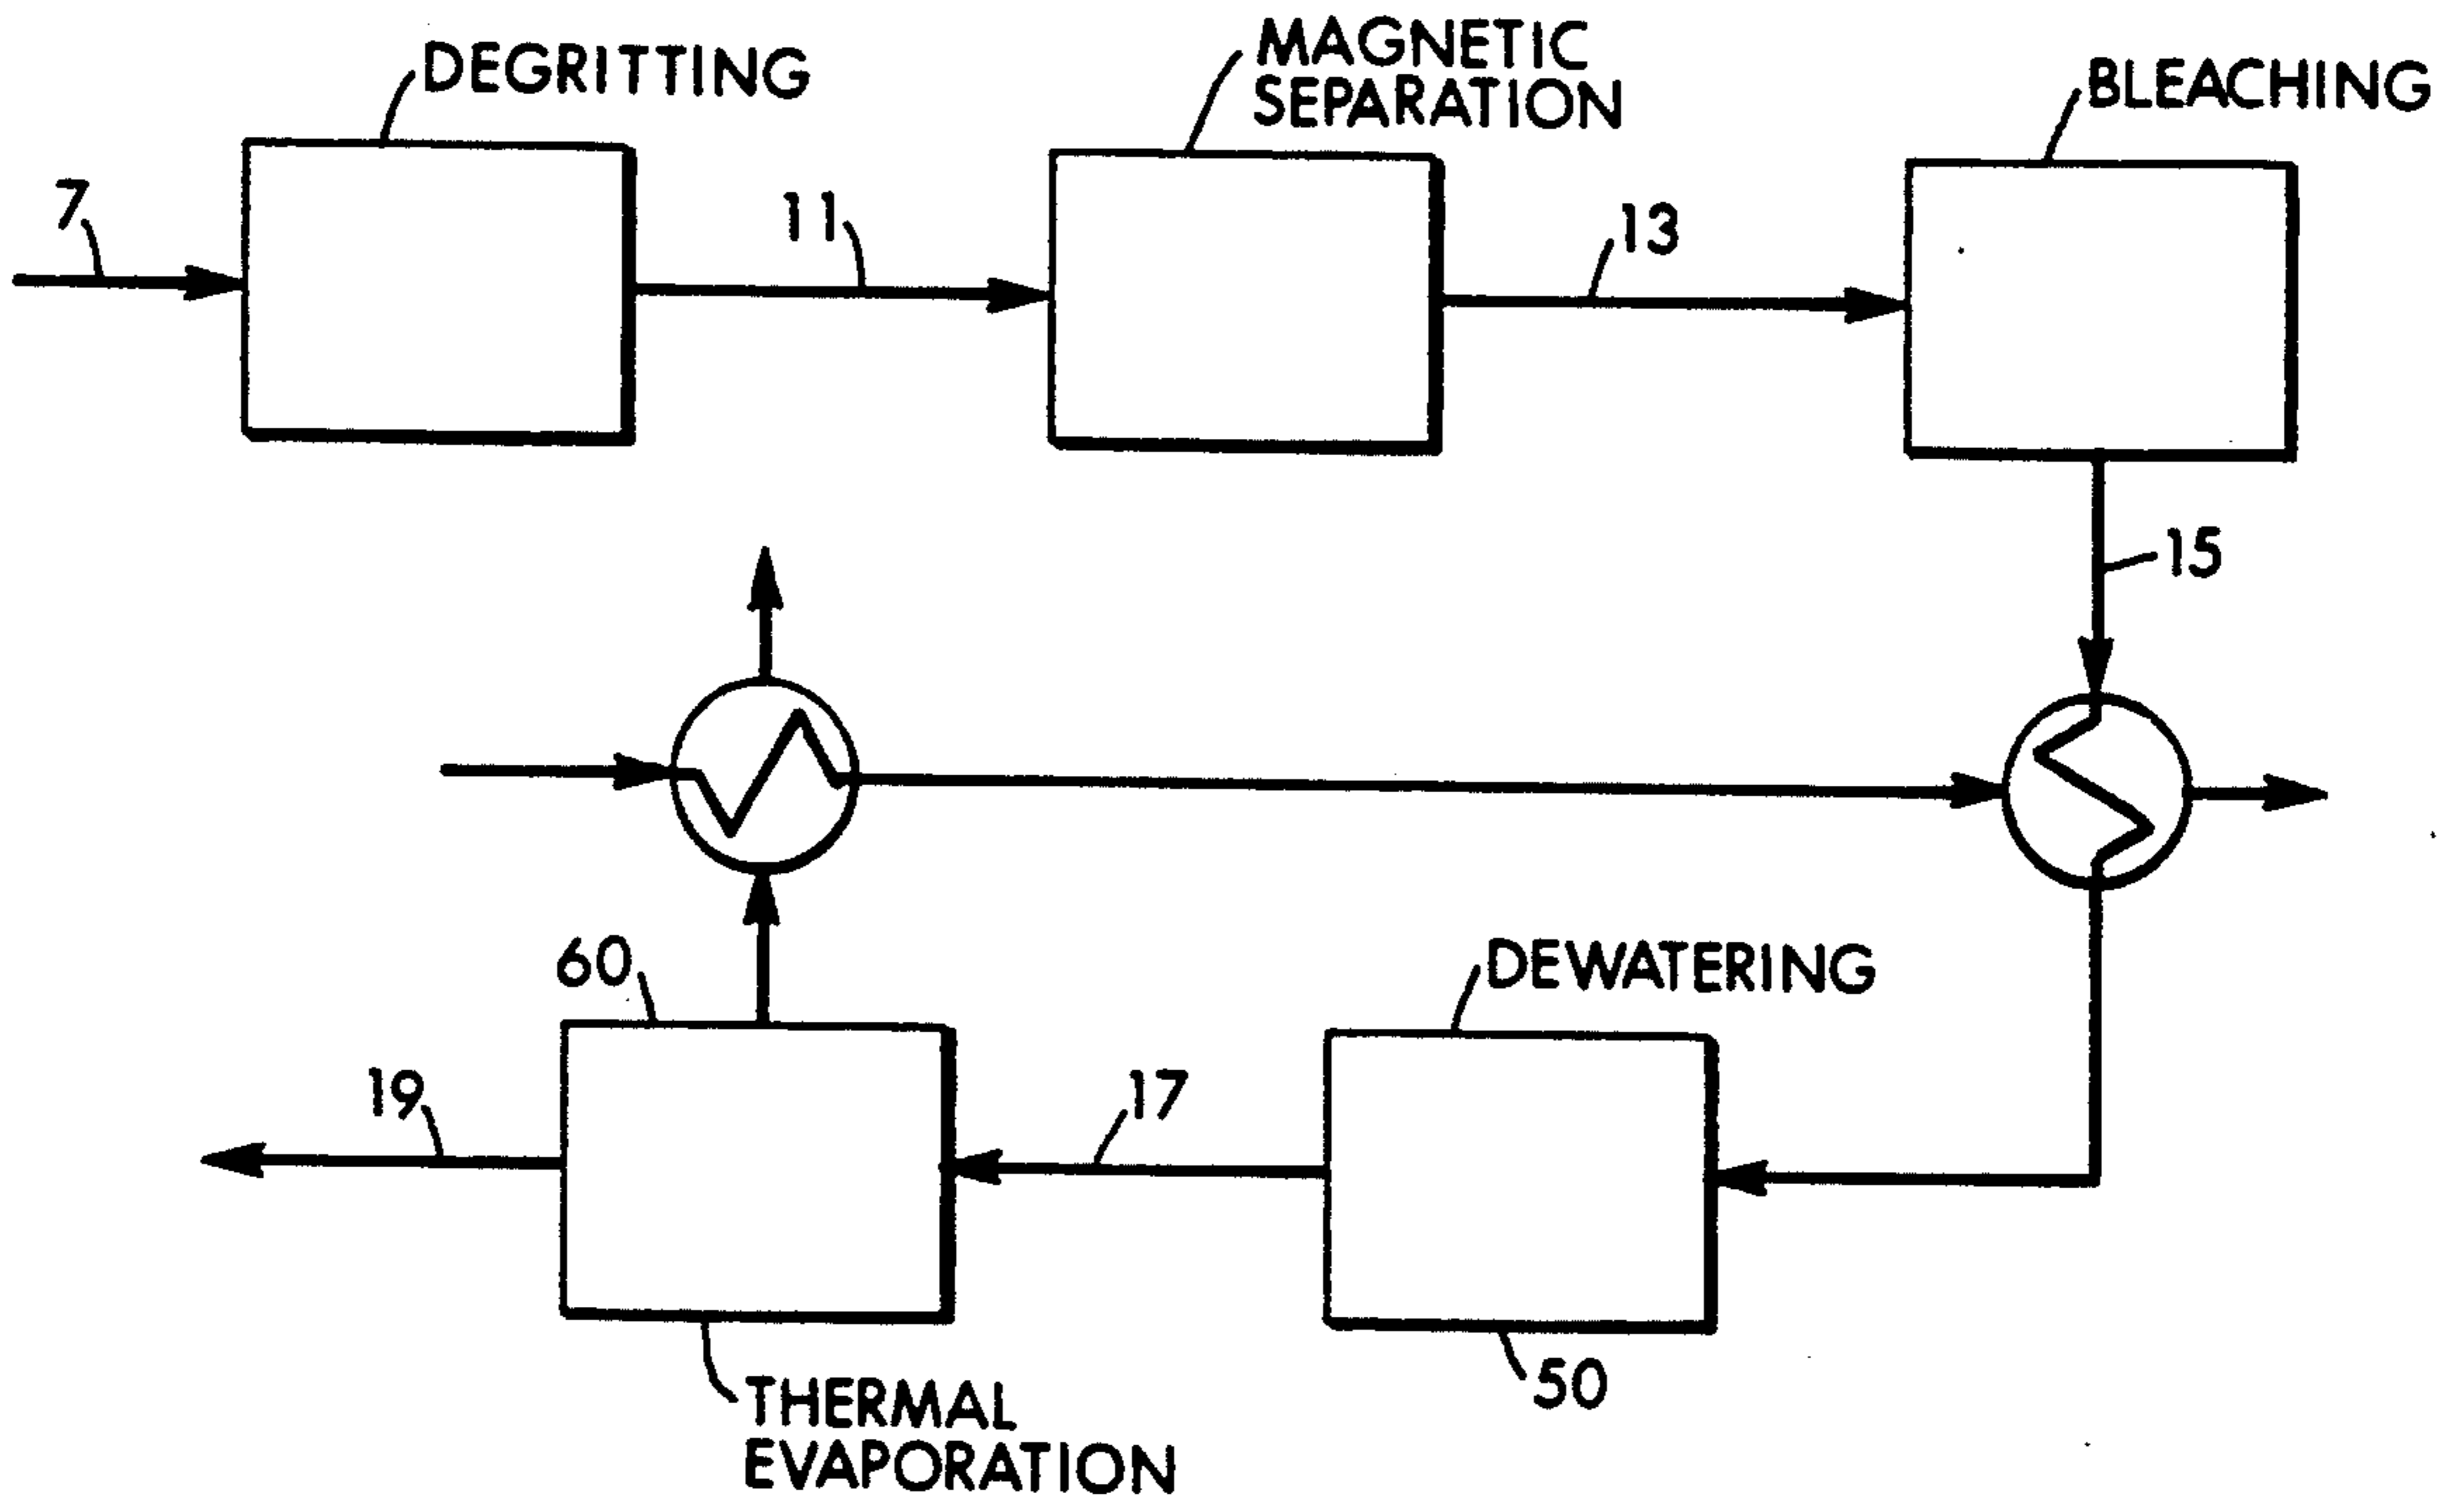 DEGRITTING
MAGNETIC
SEPARATION
BLEACHING
7
11
13
15
60
DEWATERING
19
17
50
THERMAL
EVAPORATION